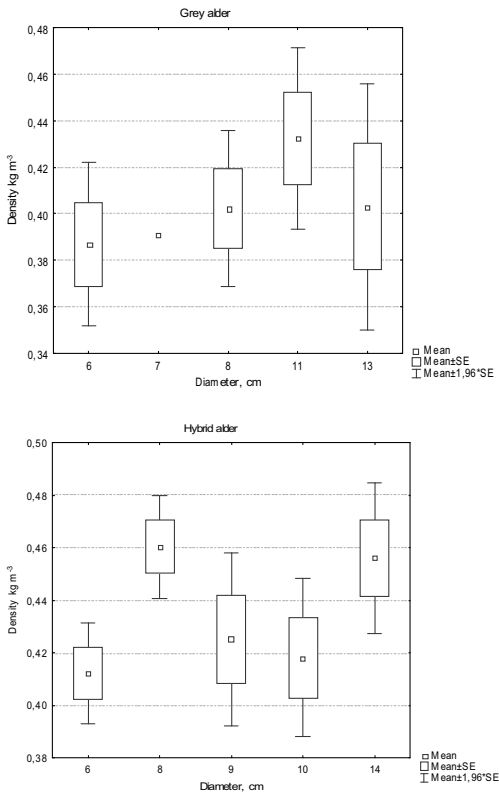 Grey alder
0,48
0,46
0,44
0,42
0,40
0,38
0,36
0,34
Density kg m-3
6 7 8 11 13
Diameter, cm
Mean
Mean±SE
Mean±1,96*SE
Hybrid alder
0,50
0,48
0,46
0,44
0,42
0,40
0,38
Density kg m-3
6 8 9 10 14
Diameter, cm
Mean
Mean±SE
Mean±1,96*SE